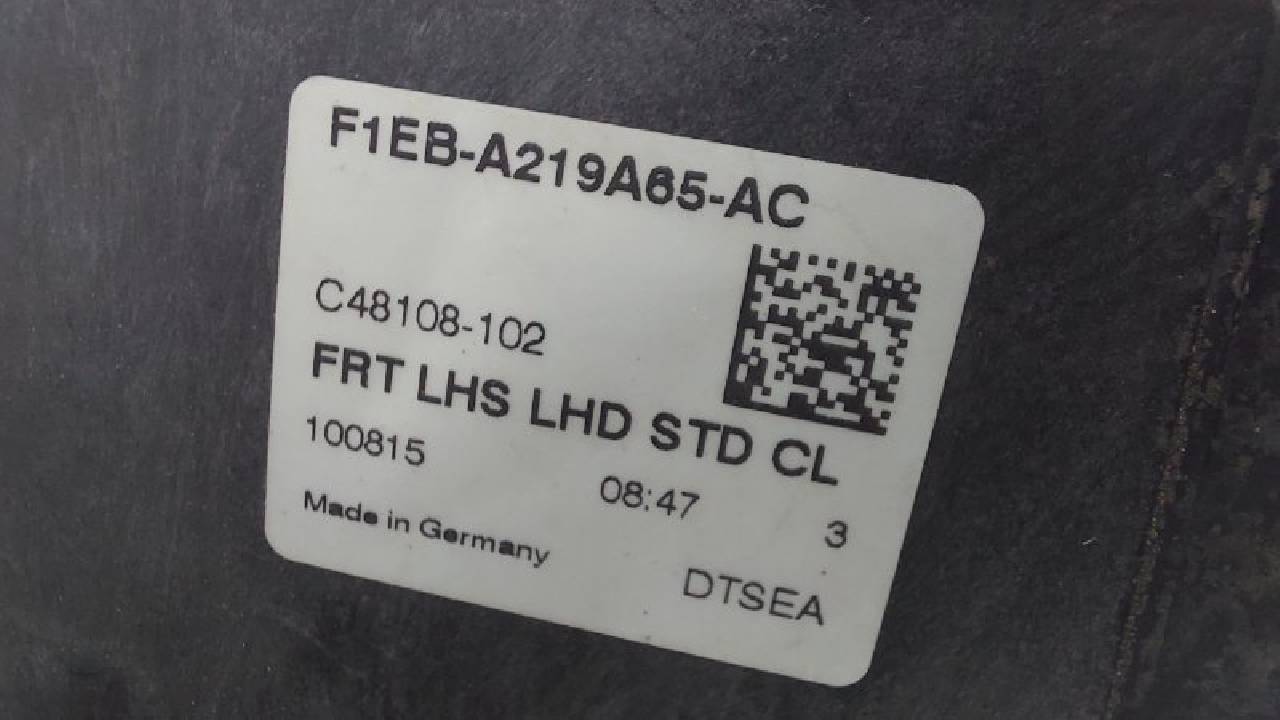 F1EB-A219A65-AC
C48108-102
FRT LHS LHD STD CL
100815 08:47 3
Made in Germany
DTSEA